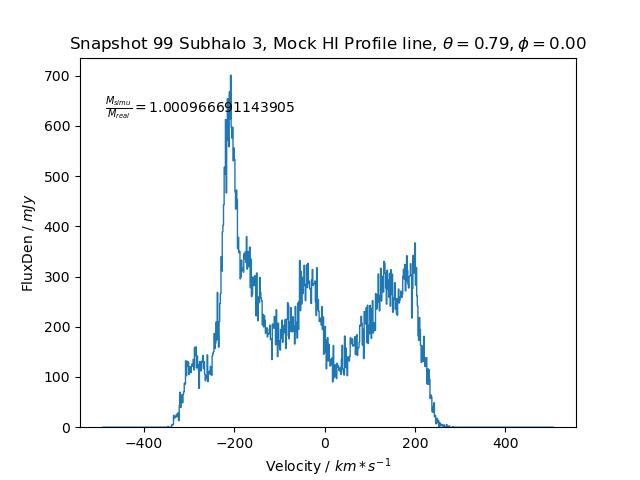 Snapshot 99 Subhalo 3, Mock HI Profile line, θ = 0.79, ϕ = 0.00
M_simu/M_real = 1.000966691143905
FluxDen / mJy
700
600
500
400
300
200
100
0
−400 −200 0 200 400
Velocity / km * s⁻¹